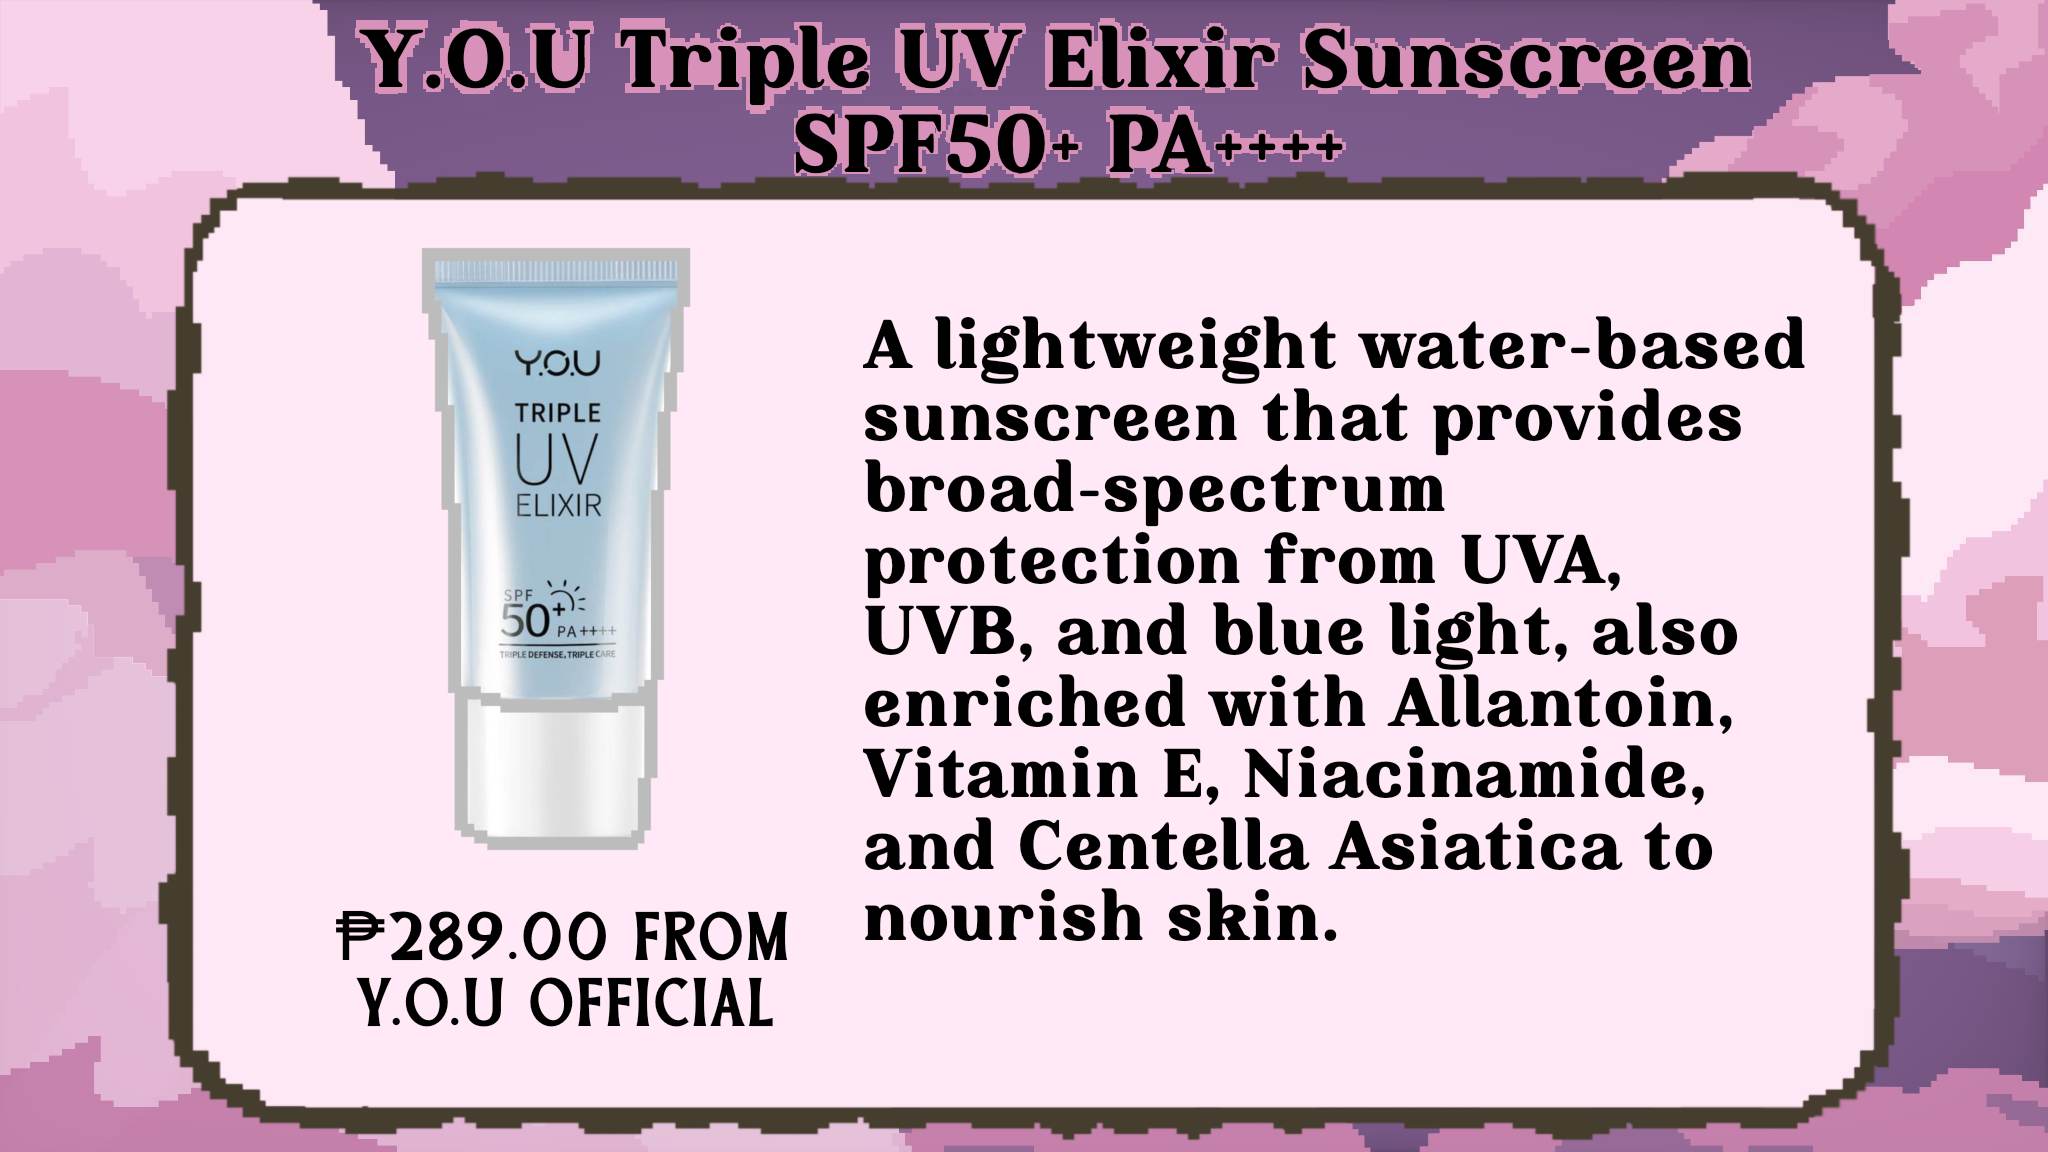 Y.O.U Triple UV Elixir Sunscreen
SPF50+ PA++++
Y.O.U
TRIPLE
UV
ELIXIR
SPF
50+ PA++++
TRIPLE DEFENSE, TRIPLE CARE
₱289.00 FROM
Y.O.U OFFICIAL
A lightweight water-based
sunscreen that provides
broad-spectrum
protection from UVA,
UVB, and blue light, also
enriched with Allantoin,
Vitamin E, Niacinamide,
and Centella Asiatica to
nourish skin.